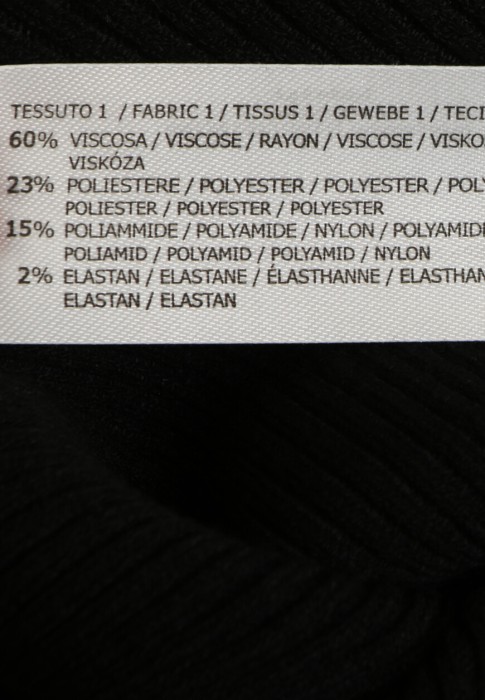 TESSUTO 1 / FABRIC 1 / TISSUS 1 / GEWEBE 1 /
60% VISCOSA / VISCOSE / RAYON / VISCOSE /
VISKÓZA
23% POLIESTERE / POLYESTER / POLYESTER /
POLIESTER / POLYESTER / POLYESTER
15% POLIAMMIDE / POLYAMIDE / NYLON /
POLIAMID / POLYAMID / POLYAMID / NYLON
2% ELASTAN / ELASTANE / ÉLASTHANNE /
ELASTAN / ELASTAN